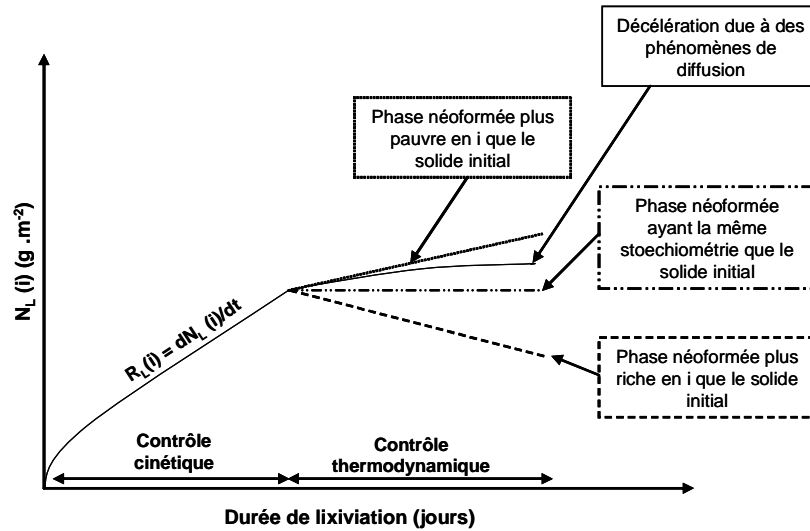 Décélération due à des
phénomènes de
diffusion
Phase néoformée plus
pauvre en i que le
solide initial
Phase néoformée
ayant la même
stoechiométrie que le
solide initial
Phase néoformée plus
riche en i que le solide
initial
N_L (i) (g .m⁻²)
R_L(i) = dN_L (i)/dt
Contrôle
cinétique
Contrôle
thermodynamique
Durée de lixiviation (jours)